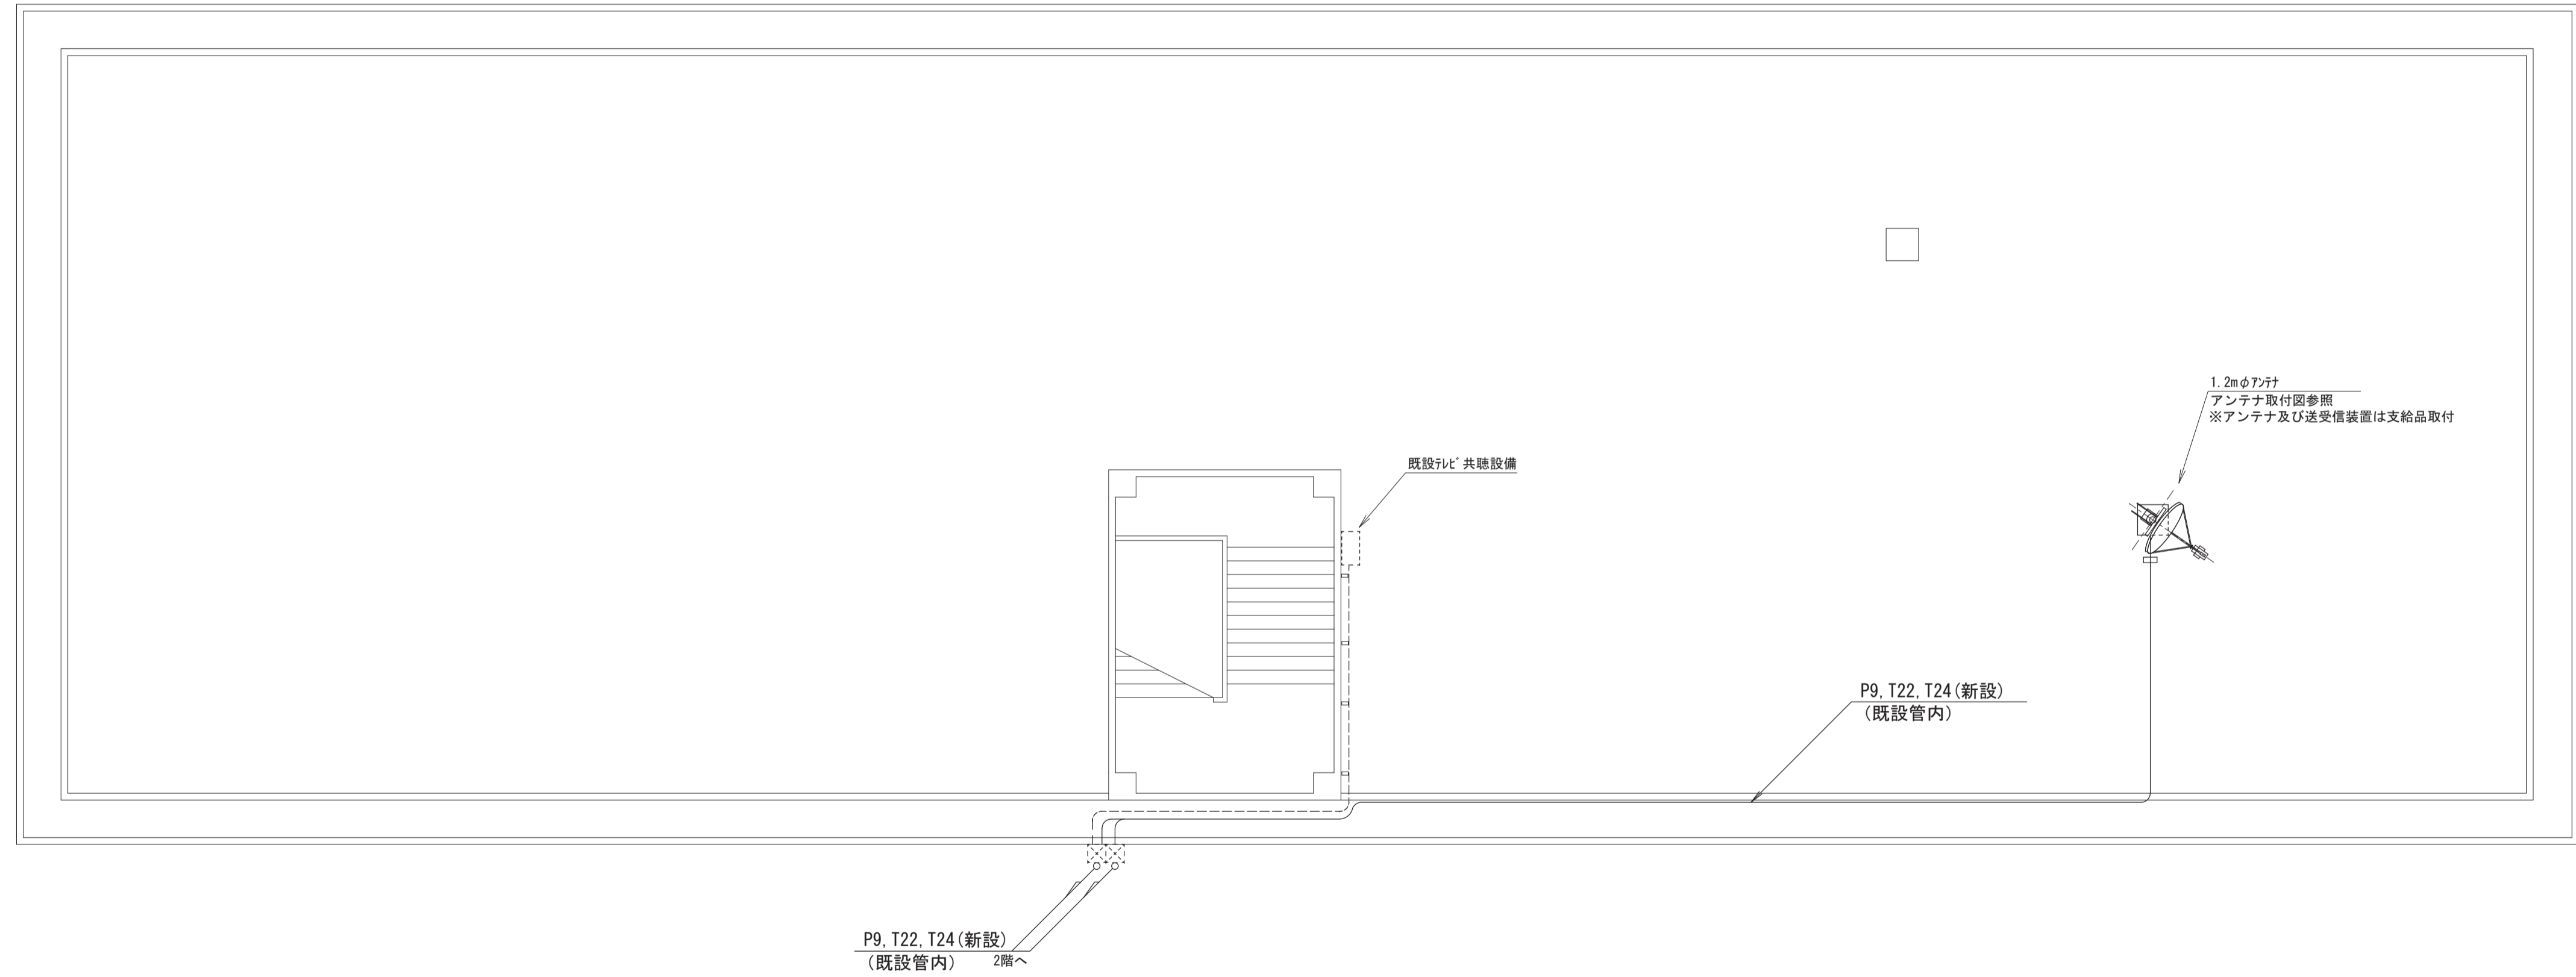 1.2mφｱﾝﾃﾅ
アンテナ取付図参照
※アンテナ及び送受信装置は支給品取付
既設ﾃﾚﾋﾞ共聴設備
P9,T22,T24(新設)
(既設管内)
P9,T22,T24(新設)
(既設管内) 2階へ